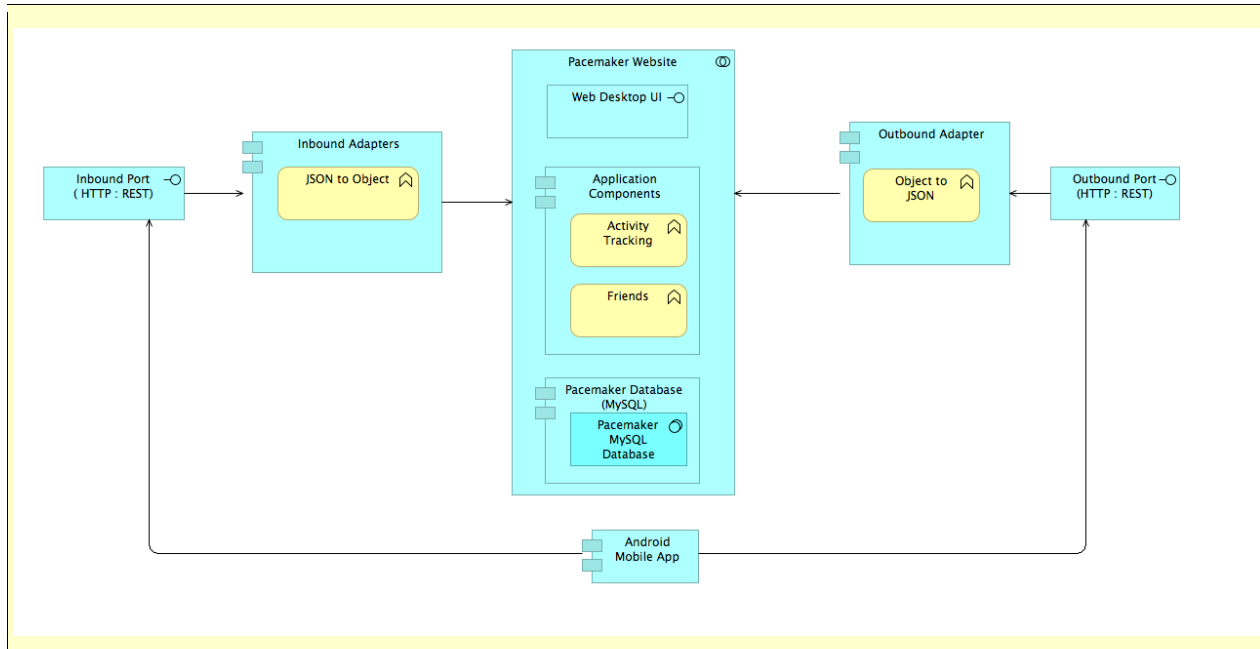 Pacemaker Website
Web Desktop UI
Inbound Adapters
JSON to Object
Inbound Port
( HTTP : REST)
Application
Components
Activity
Tracking
Friends
Outbound Adapter
Object to
JSON
Outbound Port
(HTTP : REST)
Pacemaker Database
(MySQL)
Pacemaker
MySQL
Database
Android
Mobile App